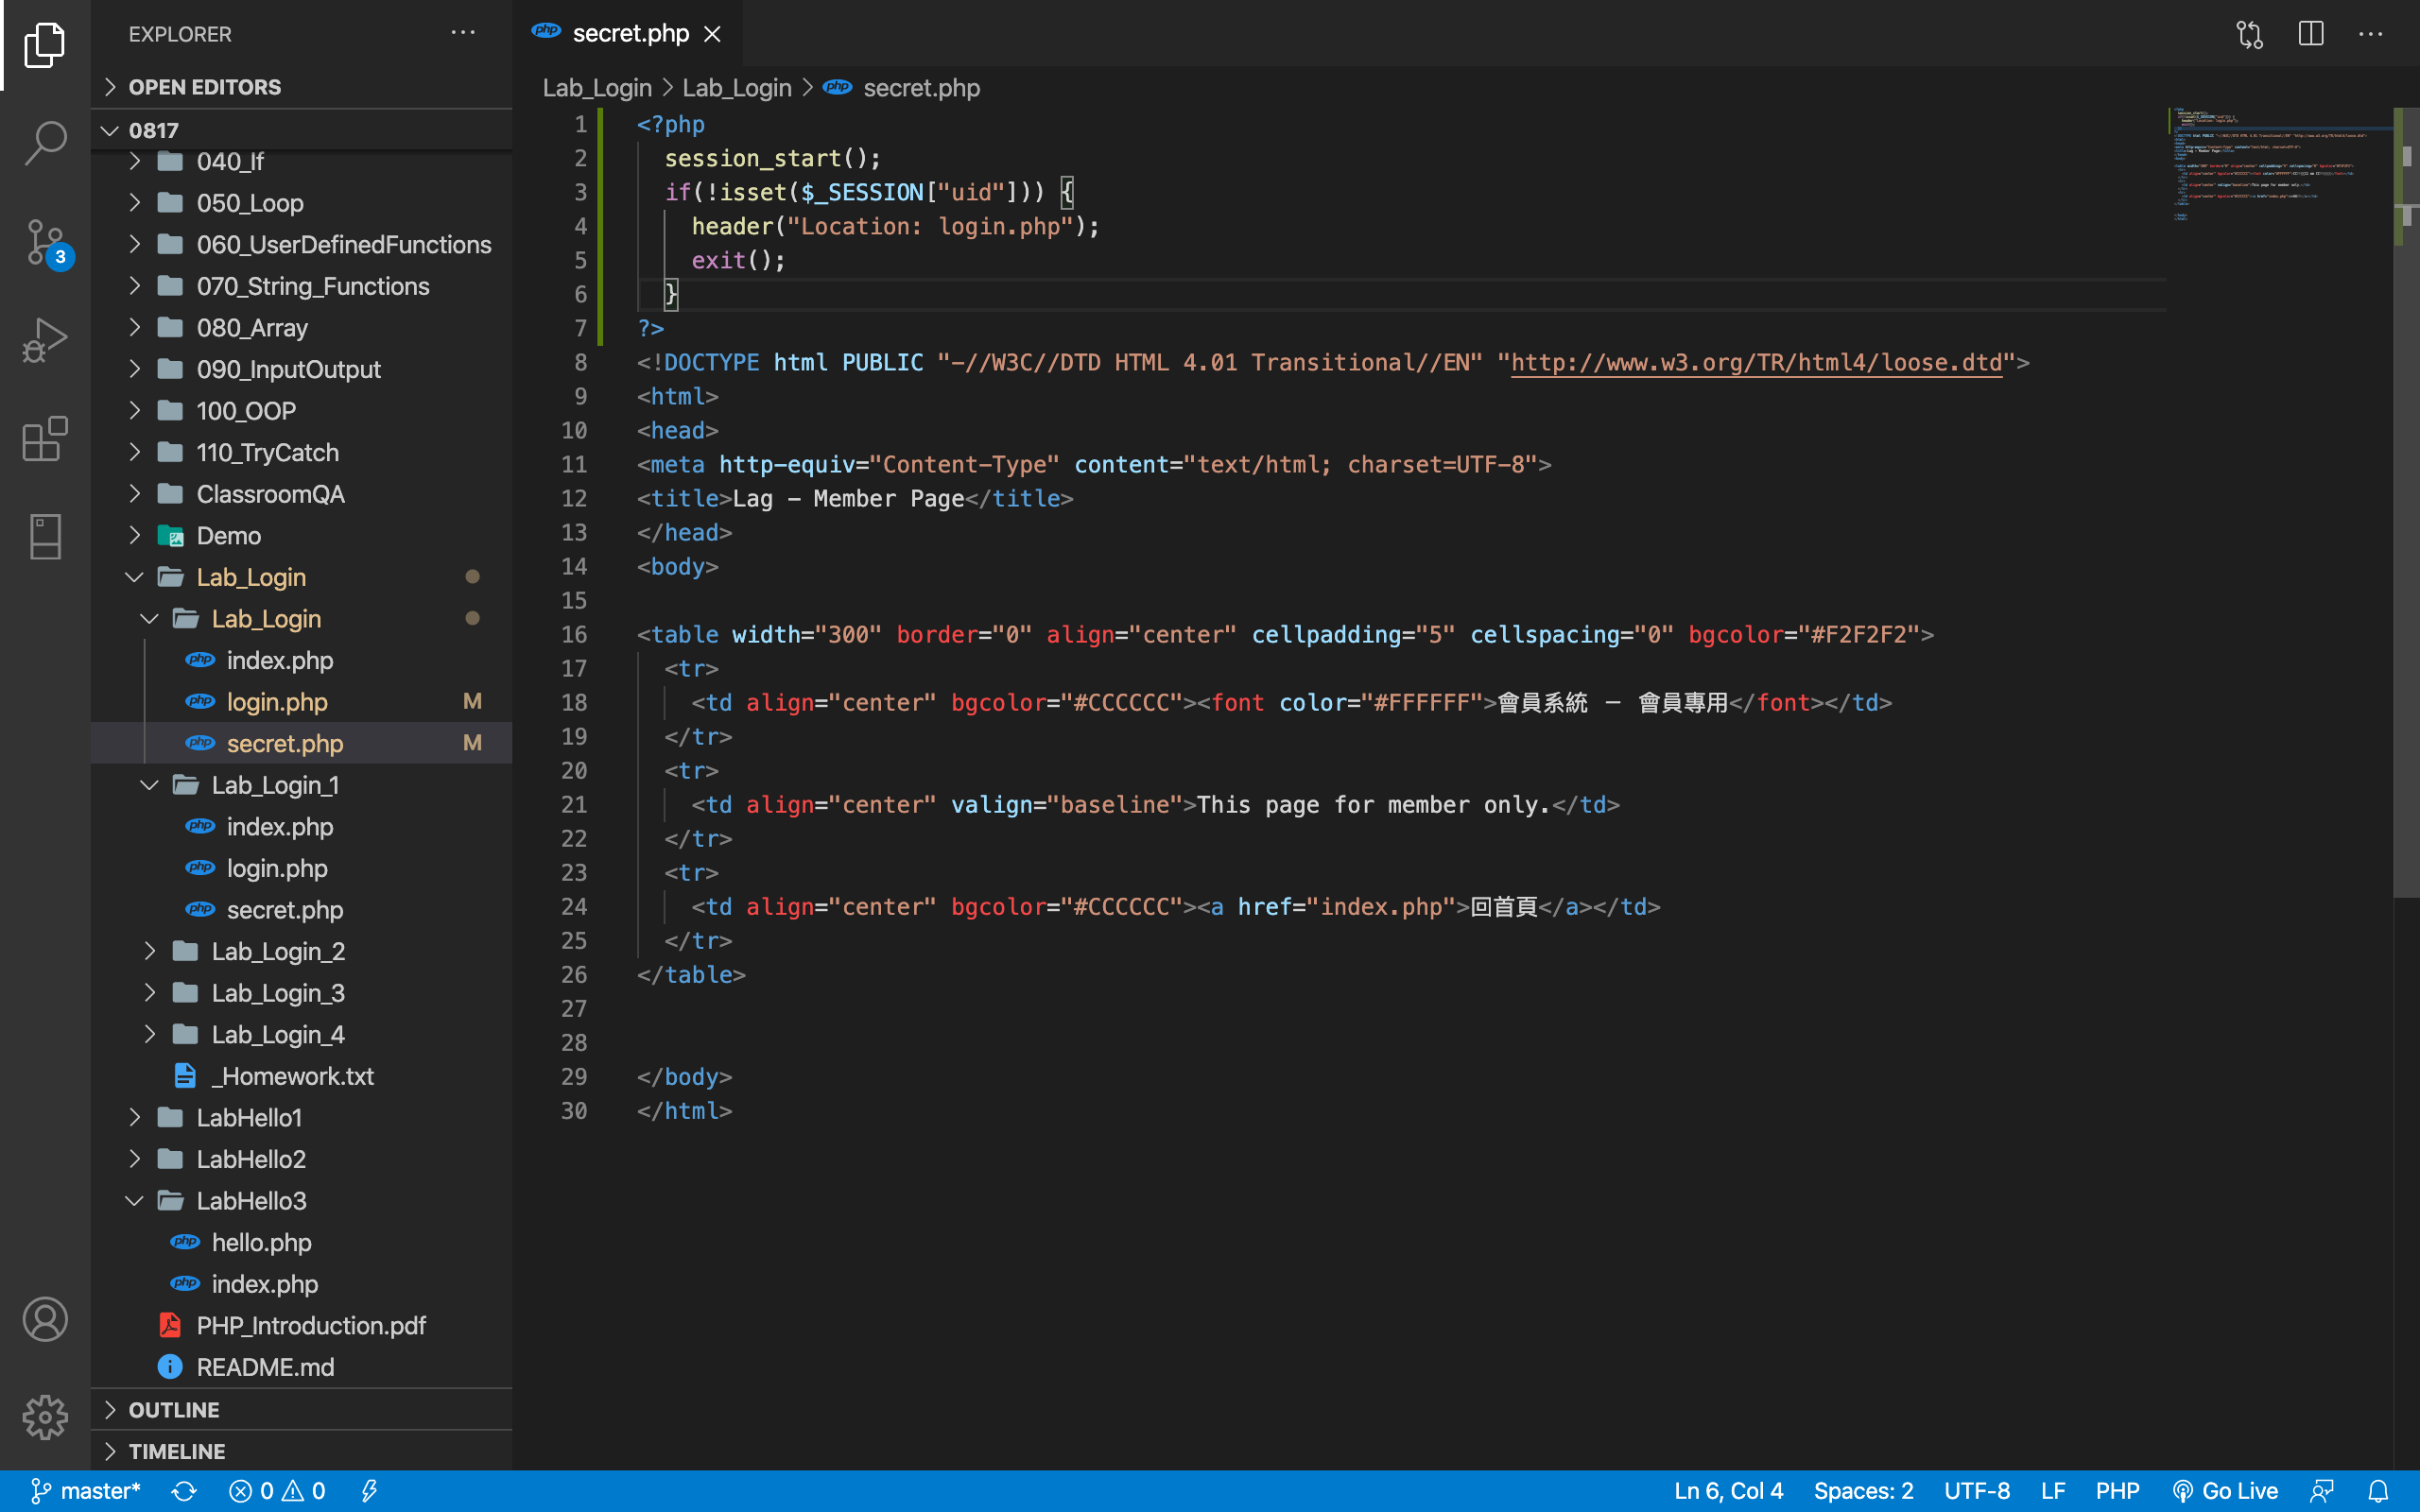 EXPLORER
OPEN EDITORS
0817
040_If
050_Loop
060_UserDefinedFunctions
070_String_Functions
080_Array
090_InputOutput
100_OOP
110_TryCatch
ClassroomQA
Demo
Lab_Login
Lab_Login
index.php
login.php M
secret.php M
Lab_Login_1
index.php
login.php
secret.php
Lab_Login_2
Lab_Login_3
Lab_Login_4
_Homework.txt
LabHello1
LabHello2
LabHello3
hello.php
index.php
PHP_Introduction.pdf
README.md
OUTLINE
TIMELINE
3
secret.php
Lab_Login > Lab_Login > secret.php
1 <?php
2 session_start();
3 if(!isset($_SESSION["uid"])) {
4 header("Location: login.php");
5 exit();
6 }
7 ?>
8 <!DOCTYPE html PUBLIC "-//W3C//DTD HTML 4.01 Transitional//EN" "http://www.w3.org/TR/html4/loose.dtd">
9 <html>
10 <head>
11 <meta http-equiv="Content-Type" content="text/html; charset=UTF-8">
12 <title>Lag - Member Page</title>
13 </head>
14 <body>
15
16 <table width="300" border="0" align="center" cellpadding="5" cellspacing="0" bgcolor="#F2F2F2">
17 <tr>
18 <td align="center" bgcolor="#CCCCCC"><font color="#FFFFFF">會員系統 － 會員專用</font></td>
19 </tr>
20 <tr>
21 <td align="center" valign="baseline">This page for member only.</td>
22 </tr>
23 <tr>
24 <td align="center" bgcolor="#CCCCCC"><a href="index.php">回首頁</a></td>
25 </tr>
26 </table>
27
28
29 </body>
30 </html>
master* 0 0 Ln 6, Col 4 Spaces: 2 UTF-8 LF PHP Go Live